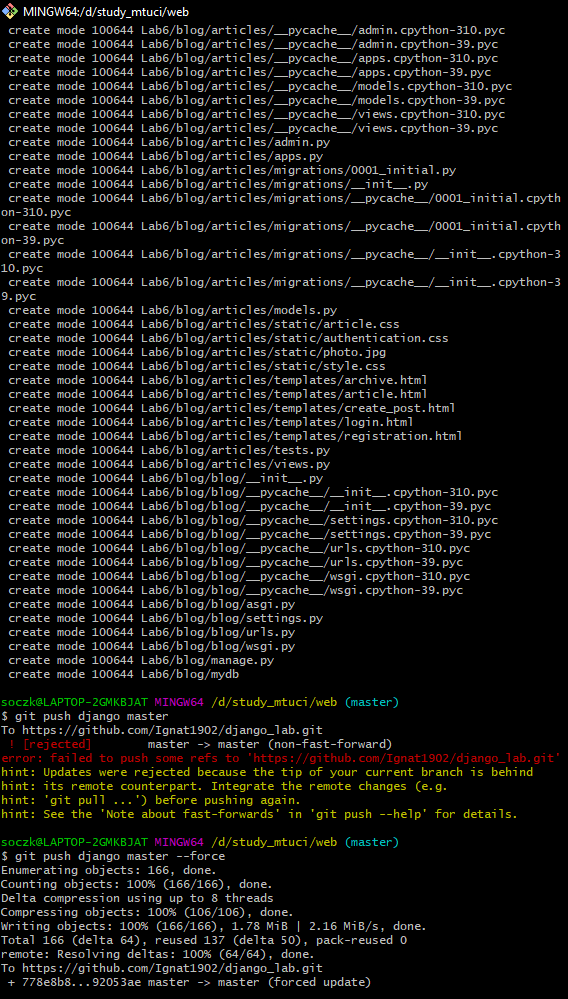 MINGW64:/d/study_mtuci/web
create mode 100644 Lab6/blog/articles/__pycache__/admin.cpython-310.pyc
create mode 100644 Lab6/blog/articles/__pycache__/admin.cpython-39.pyc
create mode 100644 Lab6/blog/articles/__pycache__/apps.cpython-310.pyc
create mode 100644 Lab6/blog/articles/__pycache__/apps.cpython-39.pyc
create mode 100644 Lab6/blog/articles/__pycache__/models.cpython-310.pyc
create mode 100644 Lab6/blog/articles/__pycache__/models.cpython-39.pyc
create mode 100644 Lab6/blog/articles/__pycache__/views.cpython-310.pyc
create mode 100644 Lab6/blog/articles/__pycache__/views.cpython-39.pyc
create mode 100644 Lab6/blog/articles/admin.py
create mode 100644 Lab6/blog/articles/apps.py
create mode 100644 Lab6/blog/articles/migrations/0001_initial.py
create mode 100644 Lab6/blog/articles/migrations/__init__.py
create mode 100644 Lab6/blog/articles/migrations/__pycache__/0001_initial.cpyth
on-310.pyc
create mode 100644 Lab6/blog/articles/migrations/__pycache__/0001_initial.cpyth
on-39.pyc
create mode 100644 Lab6/blog/articles/migrations/__pycache__/__init__.cpython-3
10.pyc
create mode 100644 Lab6/blog/articles/migrations/__pycache__/__init__.cpython-3
9.pyc
create mode 100644 Lab6/blog/articles/models.py
create mode 100644 Lab6/blog/articles/static/article.css
create mode 100644 Lab6/blog/articles/static/authentication.css
create mode 100644 Lab6/blog/articles/static/photo.jpg
create mode 100644 Lab6/blog/articles/static/style.css
create mode 100644 Lab6/blog/articles/templates/archive.html
create mode 100644 Lab6/blog/articles/templates/article.html
create mode 100644 Lab6/blog/articles/templates/create_post.html
create mode 100644 Lab6/blog/articles/templates/login.html
create mode 100644 Lab6/blog/articles/templates/registration.html
create mode 100644 Lab6/blog/articles/tests.py
create mode 100644 Lab6/blog/articles/views.py
create mode 100644 Lab6/blog/blog/__init__.py
create mode 100644 Lab6/blog/blog/__pycache__/__init__.cpython-310.pyc
create mode 100644 Lab6/blog/blog/__pycache__/__init__.cpython-39.pyc
create mode 100644 Lab6/blog/blog/__pycache__/settings.cpython-310.pyc
create mode 100644 Lab6/blog/blog/__pycache__/settings.cpython-39.pyc
create mode 100644 Lab6/blog/blog/__pycache__/urls.cpython-310.pyc
create mode 100644 Lab6/blog/blog/__pycache__/urls.cpython-39.pyc
create mode 100644 Lab6/blog/blog/__pycache__/wsgi.cpython-310.pyc
create mode 100644 Lab6/blog/blog/__pycache__/wsgi.cpython-39.pyc
create mode 100644 Lab6/blog/blog/asgi.py
create mode 100644 Lab6/blog/blog/settings.py
create mode 100644 Lab6/blog/blog/urls.py
create mode 100644 Lab6/blog/blog/wsgi.py
create mode 100644 Lab6/blog/manage.py
create mode 100644 Lab6/blog/mydb
soczk@LAPTOP-2GMKBJAT MINGW64 /d/study_mtuci/web (master)
$ git push django master
To https://github.com/Ignat1902/django_lab.git
! [rejected] master -> master (non-fast-forward)
error: failed to push some refs to 'https://github.com/Ignat1902/django_lab.git'
hint: Updates were rejected because the tip of your current branch is behind
hint: its remote counterpart. Integrate the remote changes (e.g.
hint: 'git pull ...') before pushing again.
hint: See the 'Note about fast-forwards' in 'git push --help' for details.
soczk@LAPTOP-2GMKBJAT MINGW64 /d/study_mtuci/web (master)
$ git push django master --force
Enumerating objects: 166, done.
Counting objects: 100% (166/166), done.
Delta compression using up to 8 threads
Compressing objects: 100% (106/106), done.
Writing objects: 100% (166/166), 1.78 MiB | 2.16 MiB/s, done.
Total 166 (delta 64), reused 137 (delta 50), pack-reused 0
remote: Resolving deltas: 100% (64/64), done.
To https://github.com/Ignat1902/django_lab.git
+ 778e8b8...92053ae master -> master (forced update)